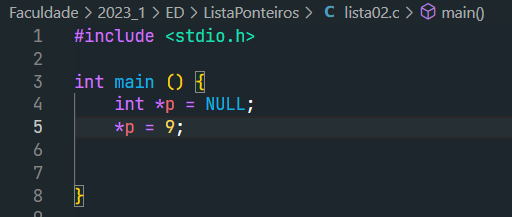 Faculdade > 2023_1 > ED > ListaPonteiros > C lista02.c > main()
1 #include <stdio.h>
2
3 int main () {
4 int *p = NULL;
5 *p = 9;
6
7
8 }
9